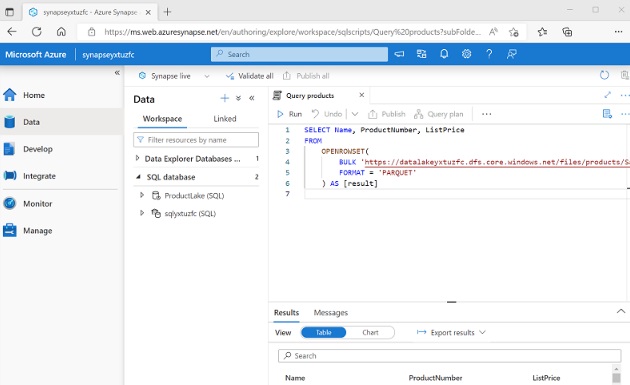 synapseyxtuzfc - Azure Synapse
https://ms.web.azuresynapse.net/en/authoring/explore/workspace/sqlscripts/Query%20products?subFolde...
Microsoft Azure
synapseyxtuzfc
Search
Synapse live
Validate all
Publish all
Home
Data
Develop
Integrate
Monitor
Manage
Data
Workspace
Linked
Filter resources by name
Data Explorer Databases ... 1
SQL database 2
ProductLake (SQL)
sqlyxtuzfc (SQL)
Query products
Run
Undo
Publish
Query plan
1 SELECT Name, ProductNumber, ListPrice
2 FROM
3 OPENROWSET(
4 BULK 'https://datalakeyxtuzfc.dfs.core.windows.net/files/products/Sa
5 FORMAT = 'PARQUET'
6 ) AS [result]
7
Results
Messages
View
Table
Chart
Export results
Search
Name ProductNumber ListPrice